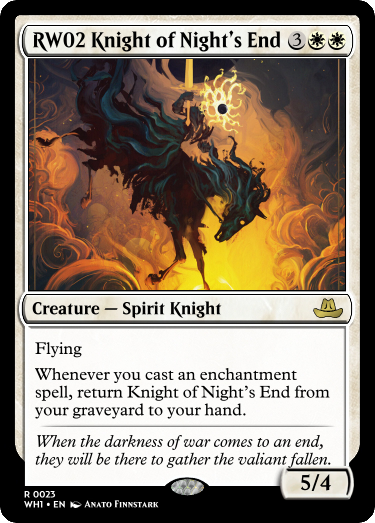 RW02 Knight of Night's End 3
Creature — Spirit Knight
Flying
Whenever you cast an enchantment
spell, return Knight of Night's End from
your graveyard to your hand.
When the darkness of war comes to an end,
they will be there to gather the valiant fallen.
5/4
R 0023
WH1 • EN Anato Finnstark